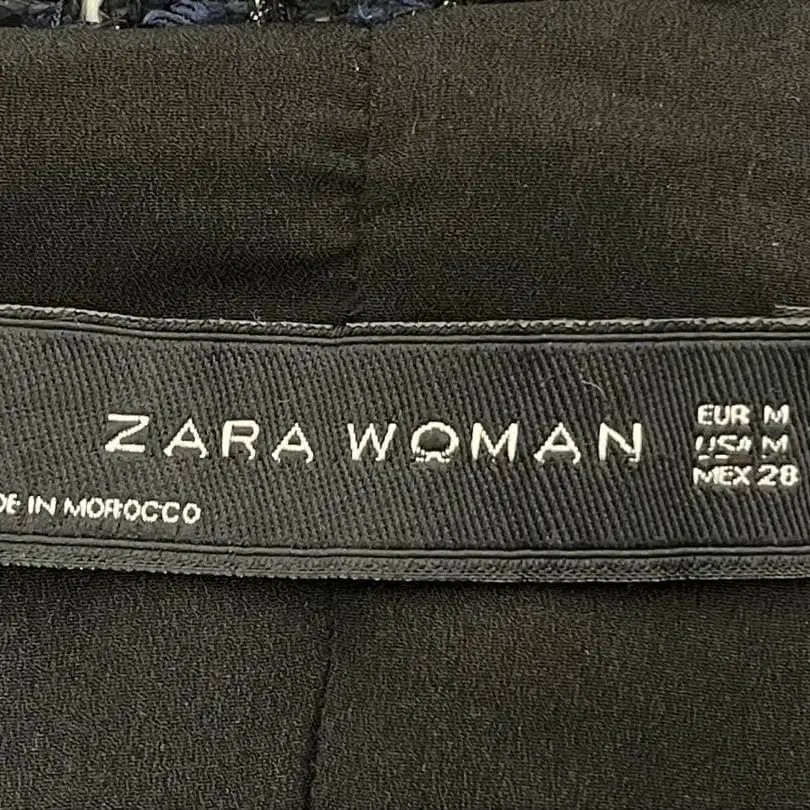 ZARA WOMAN
EUR M
USA M
MEX 28
DE IN MOROCCO